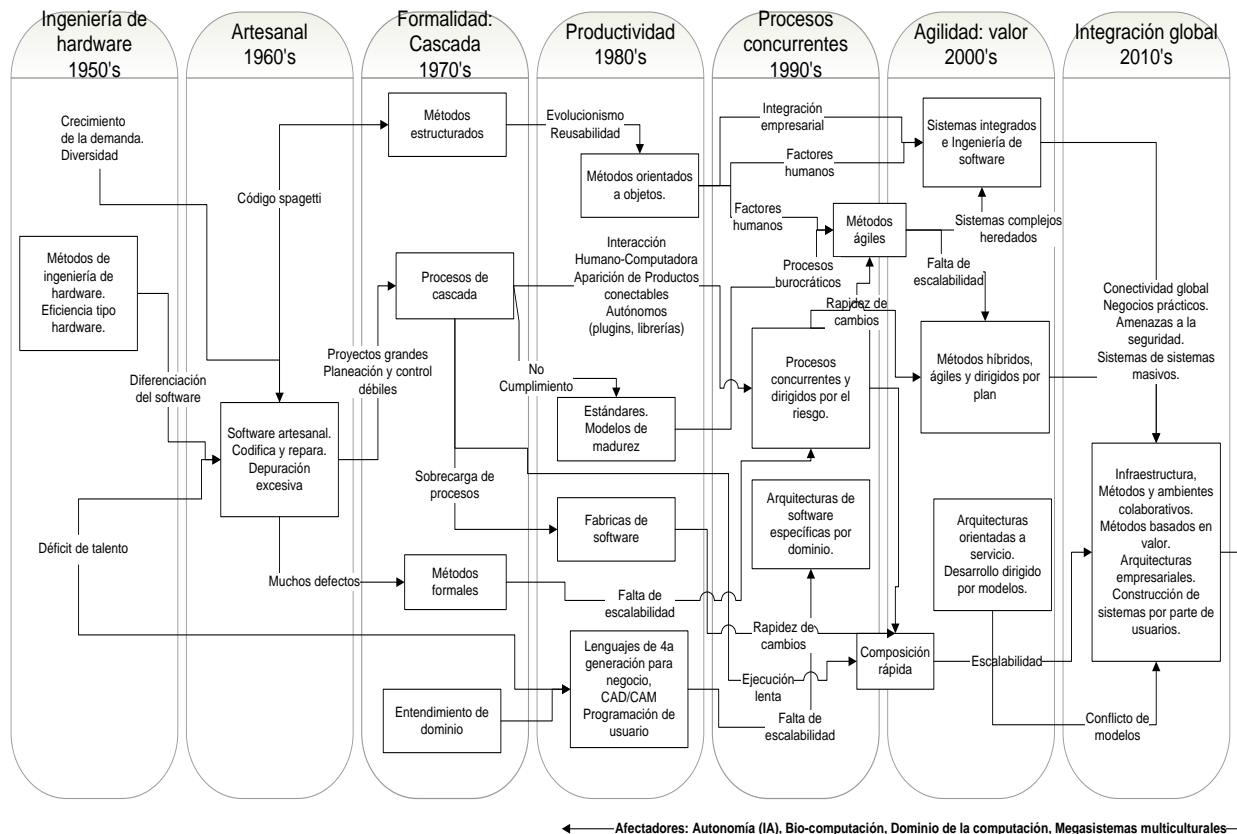 Ingeniería de
hardware
1950's
Artesanal
1960's
Formalidad:
Cascada
1970's
Productividad
1980's
Procesos
concurrentes
1990's
Agilidad: valor
2000's
Integración global
2010's
Crecimiento
de la demanda.
Diversidad
Métodos de
ingeniería de
hardware.
Eficiencia tipo
hardware.
Diferenciación
del software
Déficit de talento
Código spagetti
Software artesanal.
Codifica y repara.
Depuración
excesiva
Muchos defectos
Proyectos grandes
Planeación y control
débiles
Métodos
estructurados
Procesos de
cascada
Sobrecarga de
procesos
Métodos
formales
Entendimiento de
dominio
Evolucionismo
Reusabilidad
Métodos orientados
a objetos.
Interacción
Humano-Computadora
Aparición de Productos
conectables
Autónomos
(plugins, librerías)
No
Cumplimiento
Estándares.
Modelos de
madurez
Fabricas de
software
Falta de
escalabilidad
Lenguajes de 4a
generación para
negocio,
CAD/CAM
Programación de
usuario
Integración
empresarial
Factores
humanos
Factores
humanos
Procesos
burocráticos
Métodos
ágiles
Rapidez de
cambios
Procesos
concurrentes y
dirigidos por el
riesgo.
Arquitecturas de
software
específicas por
dominio.
Rapidez de
cambios
Ejecución
lenta
Falta de
escalabilidad
Composición
rápida
Sistemas integrados
e Ingeniería de
software
Sistemas complejos
heredados
Falta de
escalabilidad
Métodos híbridos,
ágiles y dirigidos por
plan
Arquitecturas
orientadas a
servicio.
Desarrollo dirigido
por modelos.
Escalabilidad
Conectividad global
Negocios prácticos.
Amenazas a la
seguridad.
Sistemas de sistemas
masivos.
Infraestructura,
Métodos y ambientes
colaborativos.
Métodos basados en
valor.
Arquitecturas
empresariales.
Construcción de
sistemas por parte de
usuarios.
Conflicto de
modelos
Afectadores: Autonomía (IA), Bio-computación, Dominio de la computación, Megasistemas multiculturales